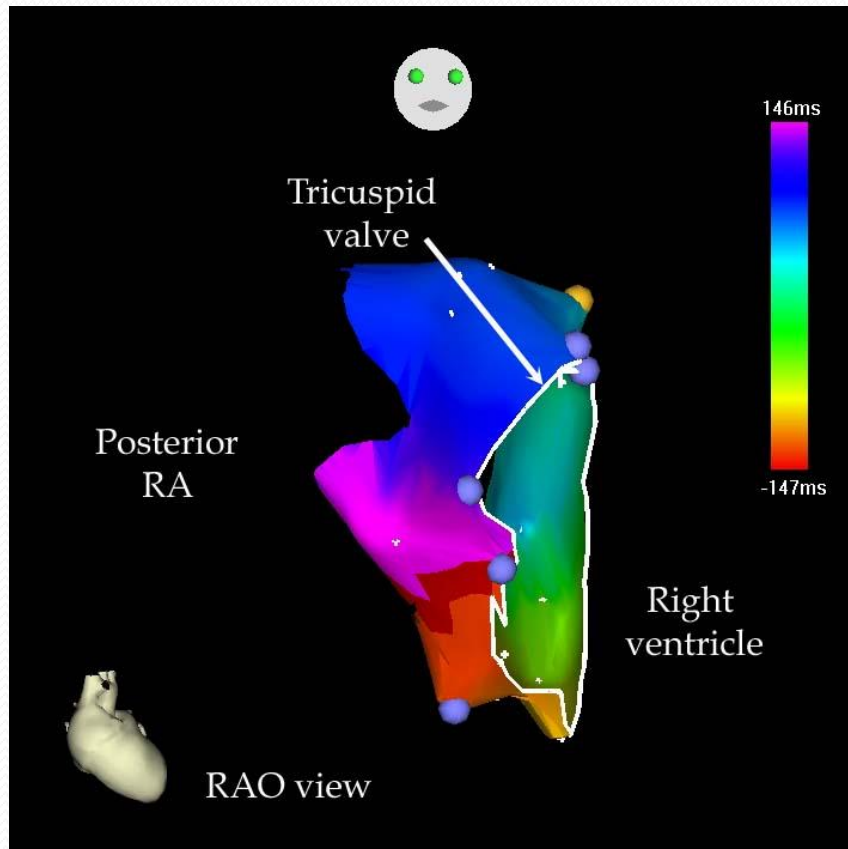 146ms
Tricuspid
valve
-147ms
Posterior
RA
Right
ventricle
RAO view